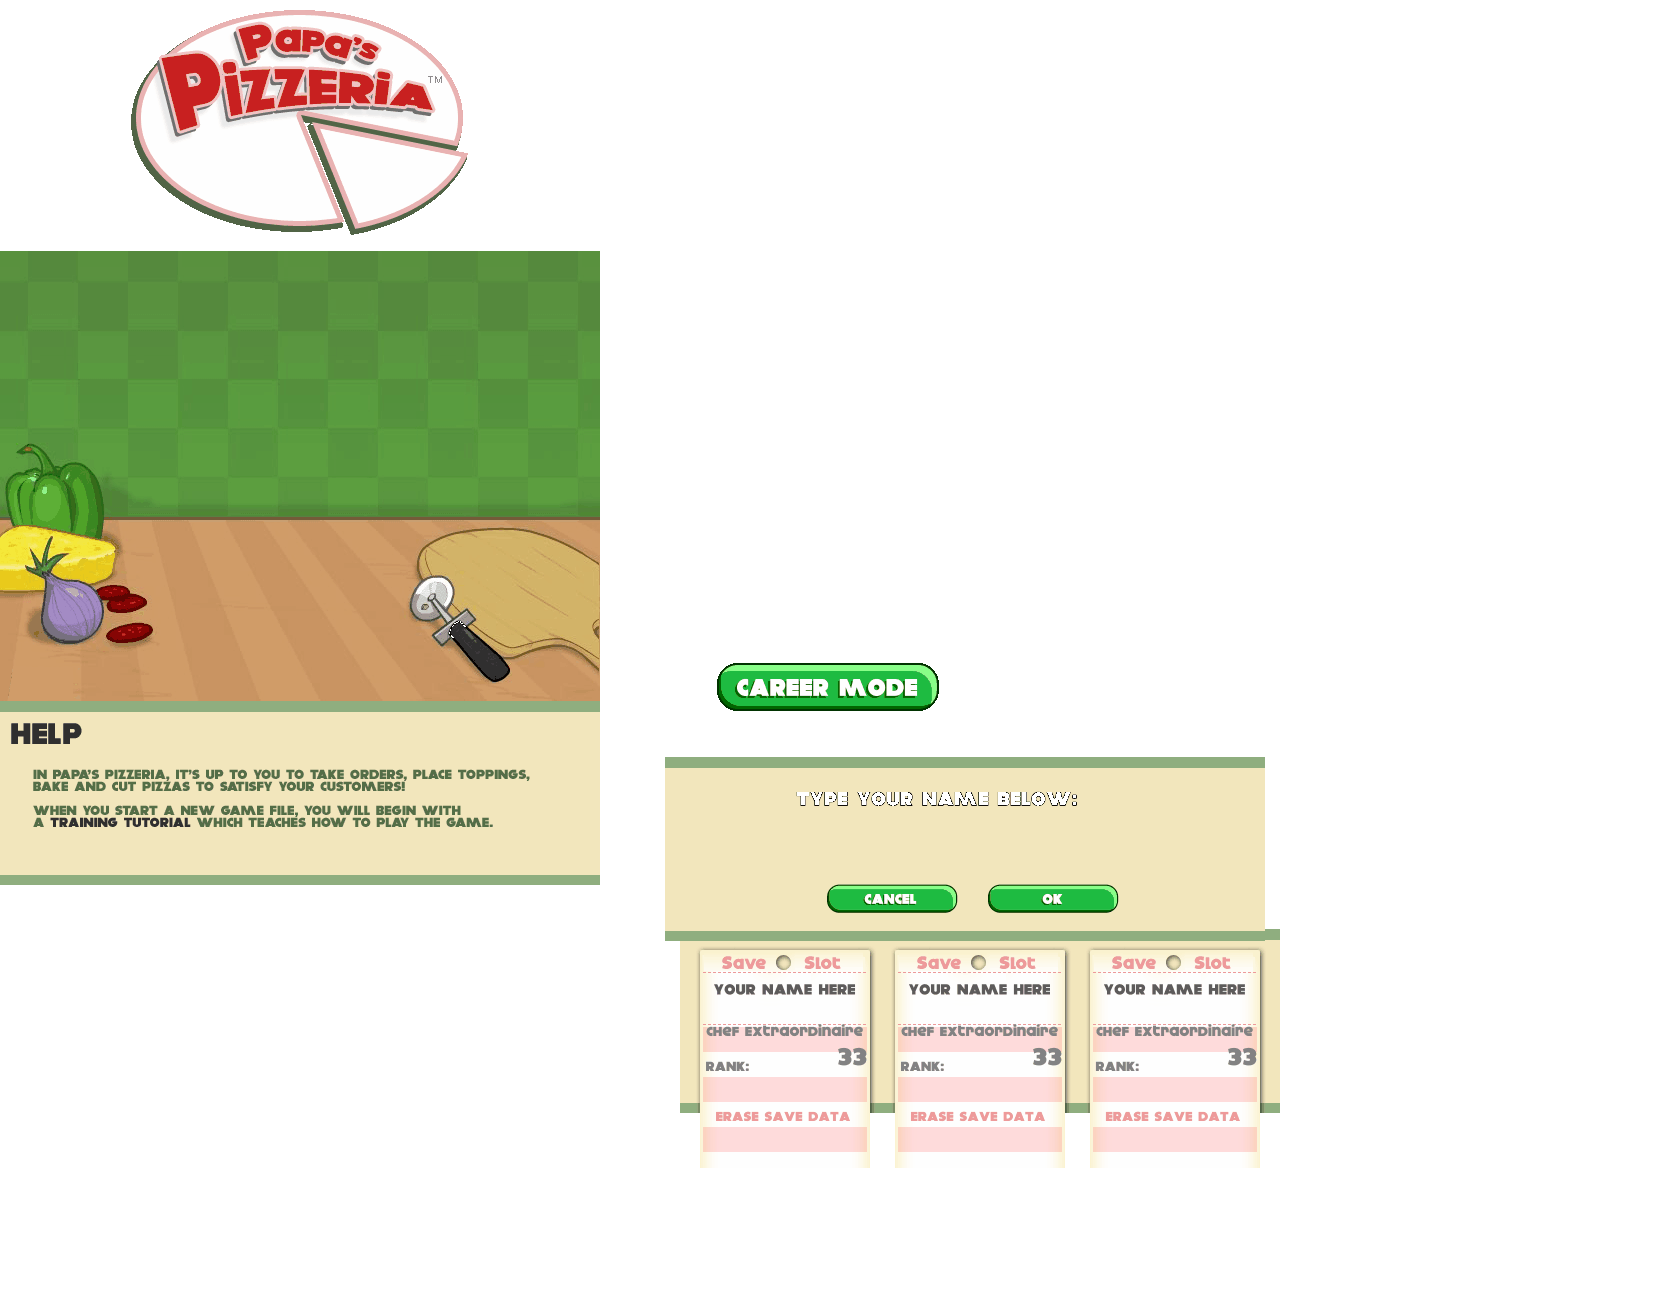 Papa's
Pizzeria™
HELP
IN PAPA'S PIZZERIA, IT'S UP TO YOU TO TAKE ORDERS, PLACE TOPPINGS,
BAKE AND CUT PIZZAS TO SATISFY YOUR CUSTOMERS!
WHEN YOU START A NEW GAME FILE, YOU WILL BEGIN WITH
A TRAINING TUTORIAL WHICH TEACHES HOW TO PLAY THE GAME.
CAREER MODE
TYPE YOUR NAME BELOW:
CANCEL OK
Save Slot Save Slot Save Slot
YOUR NAME HERE YOUR NAME HERE YOUR NAME HERE
Chef Extraordinaire Chef Extraordinaire Chef Extraordinaire
RANK: 33 RANK: 33 RANK: 33
ERASE SAVE DATA ERASE SAVE DATA ERASE SAVE DATA